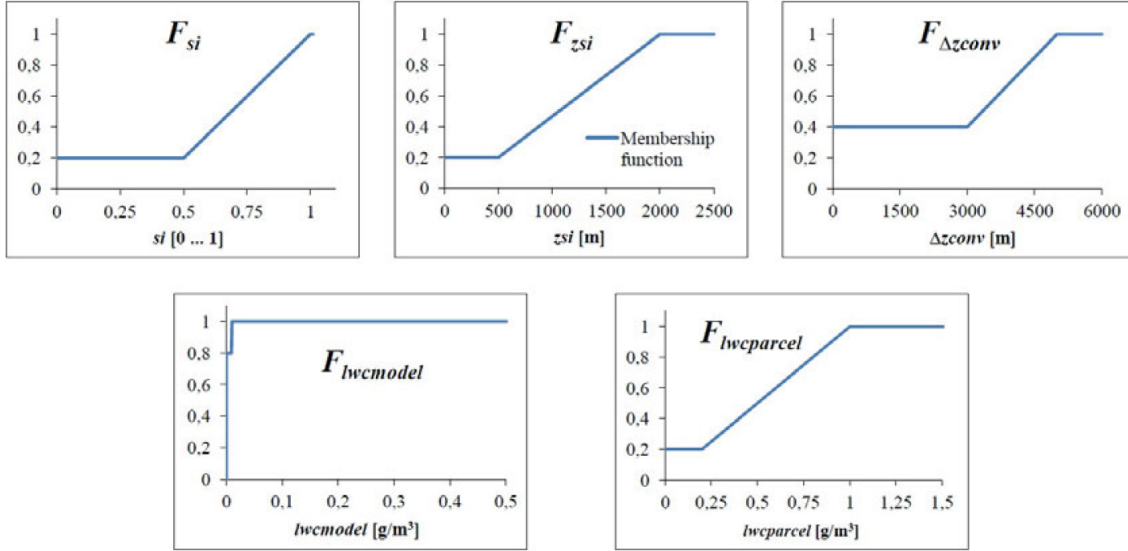 F_si
1
0,8
0,6
0,4
0,2
0
0 0,25 0,5 0,75 1
si [0 ... 1]
F_zsi
1
0,8
0,6
0,4
0,2
0
Membership
function
0 500 1000 1500 2000 2500
zsi [m]
F_Δzconv
1
0,8
0,6
0,4
0,2
0
0 1500 3000 4500 6000
Δzconv [m]
F_lwcmodel
1
0,8
0,6
0,4
0,2
0
0 0,1 0,2 0,3 0,4 0,5
lwcmodel [g/m³]
F_lwcparcel
1
0,8
0,6
0,4
0,2
0
0 0,25 0,5 0,75 1 1,25 1,5
lwcparcel [g/m³]